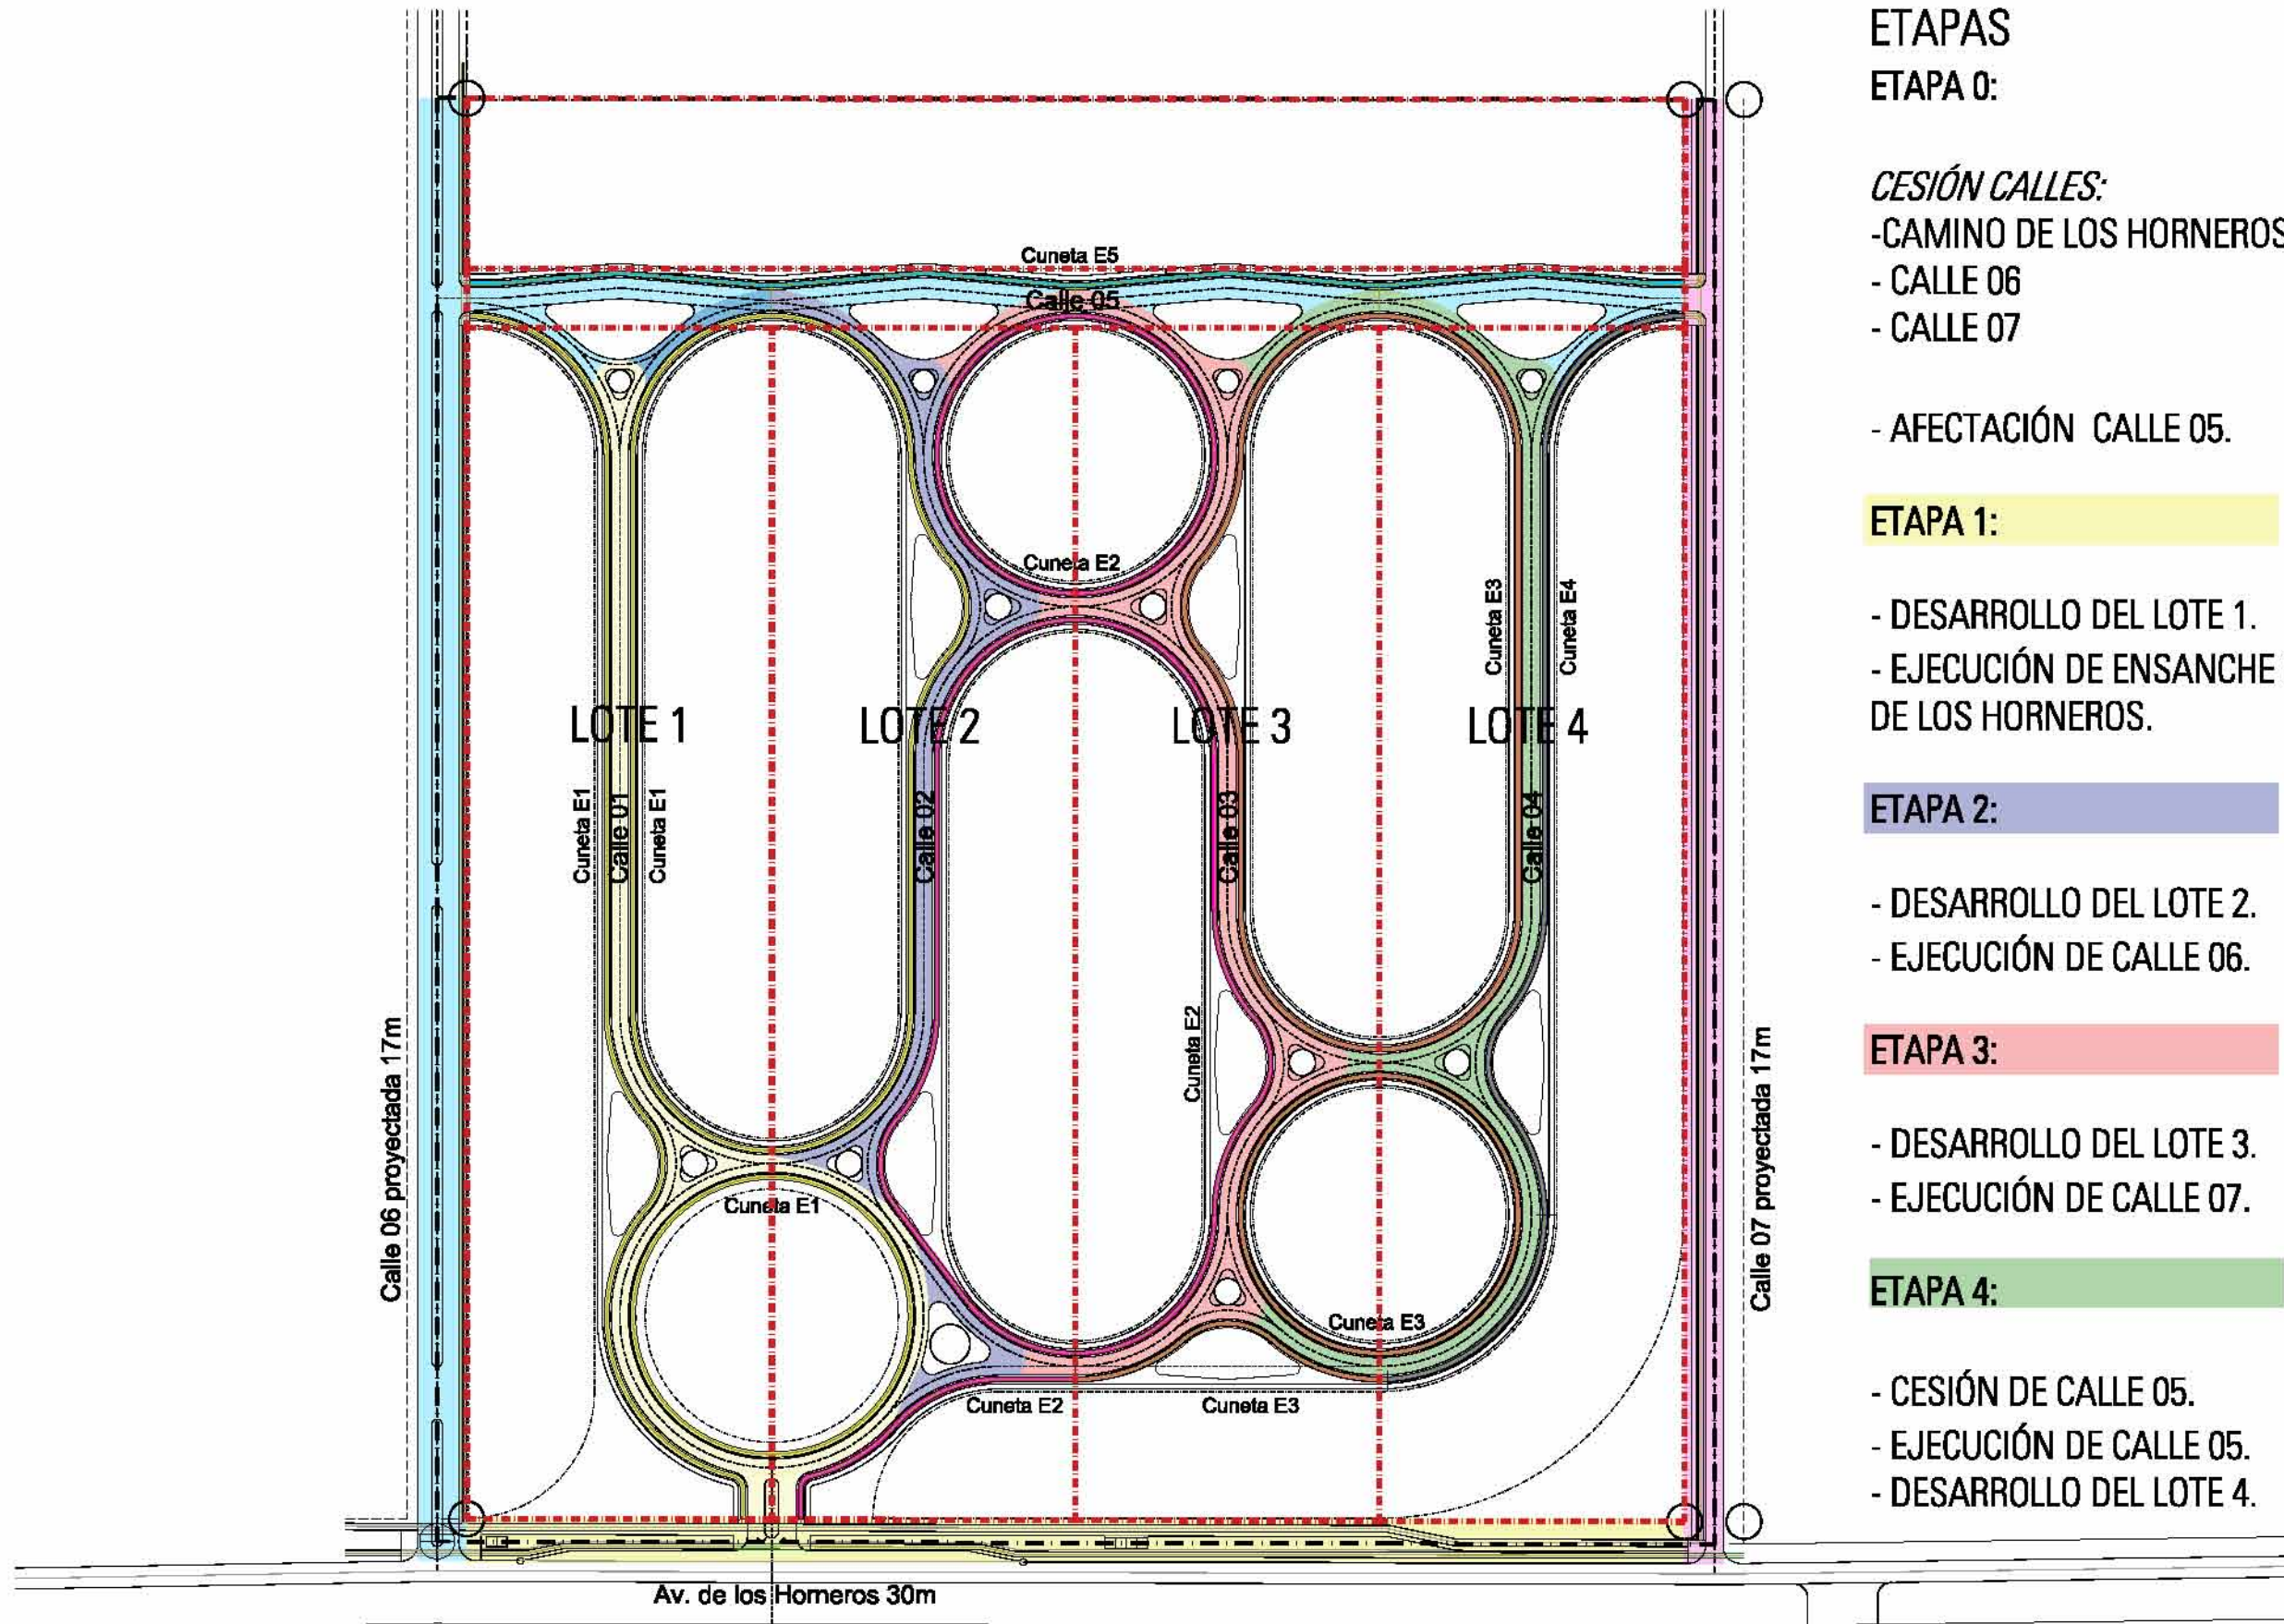 ETAPAS
ETAPA 0:
CESIÓN CALLES:
-CAMINO DE LOS HORNEROS
- CALLE 06
- CALLE 07
- AFECTACIÓN CALLE 05.
ETAPA 1:
- DESARROLLO DEL LOTE 1.
- EJECUCIÓN DE ENSANCHE
DE LOS HORNEROS.
ETAPA 2:
- DESARROLLO DEL LOTE 2.
- EJECUCIÓN DE CALLE 06.
ETAPA 3:
- DESARROLLO DEL LOTE 3.
- EJECUCIÓN DE CALLE 07.
ETAPA 4:
- CESIÓN DE CALLE 05.
- EJECUCIÓN DE CALLE 05.
- DESARROLLO DEL LOTE 4.
Cuneta E5
Calle 05
Cuneta E2
Cuneta E3
Cuneta E4
LOTE 1
LOTE 2
LOTE 3
LOTE 4
Cuneta E1
Calle 01
Cuneta E1
Calle 02
Calle 03
Calle 04
Cuneta E2
Calle 06 proyectada 17m
Calle 07 proyectada 17m
Cuneta E1
Cuneta E3
Cuneta E2
Cuneta E3
Av. de los Horneros 30m